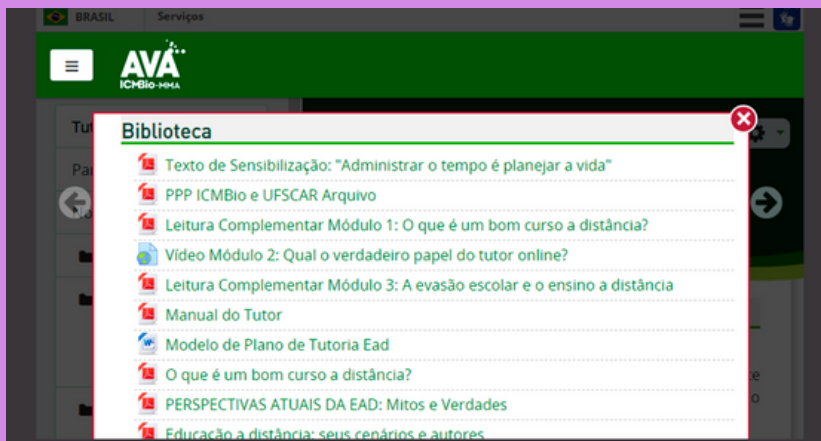 BRASIL Serviços
AVA
ICMBio-MMA
Tu
Biblioteca
Pa
Texto de Sensibilização: "Administrar o tempo é planejar a vida"
PPP ICMBio e UFSCAR Arquivo
No
Leitura Complementar Módulo 1: O que é um bom curso a distância?
Vídeo Módulo 2: Qual o verdadeiro papel do tutor online?
Leitura Complementar Módulo 3: A evasão escolar e o ensino a distância
Manual do Tutor
Modelo de Plano de Tutoria Ead
O que é um bom curso a distância?
PERSPECTIVAS ATUAIS DA EAD: Mitos e Verdades
Educação a distância: seus cenários e autores